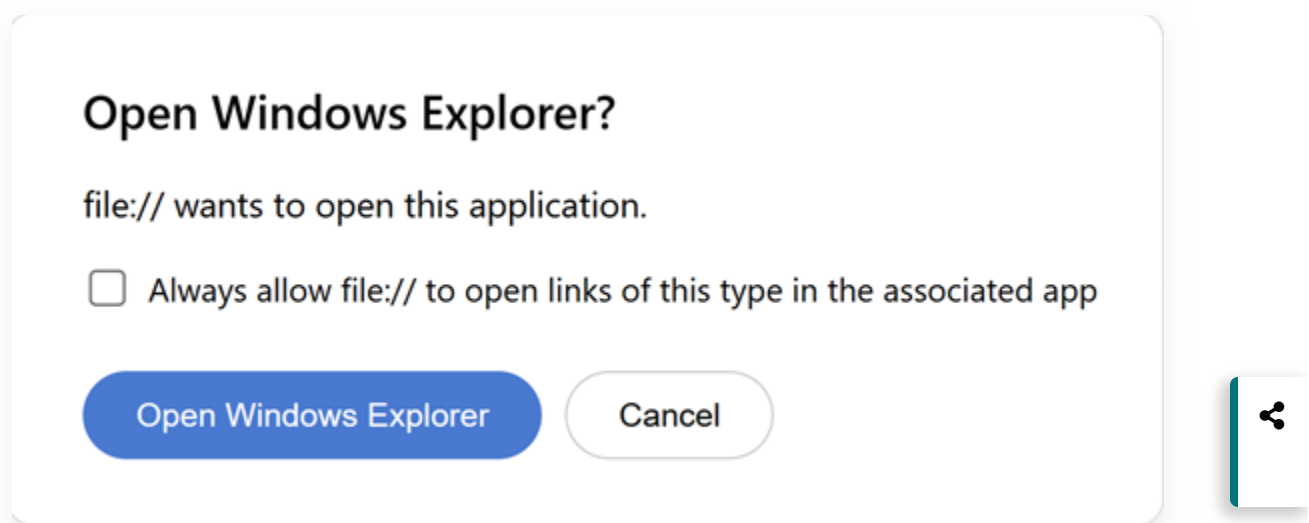 Open Windows Explorer?
file:// wants to open this application.
Always allow file:// to open links of this type in the associated app
Open Windows Explorer
Cancel